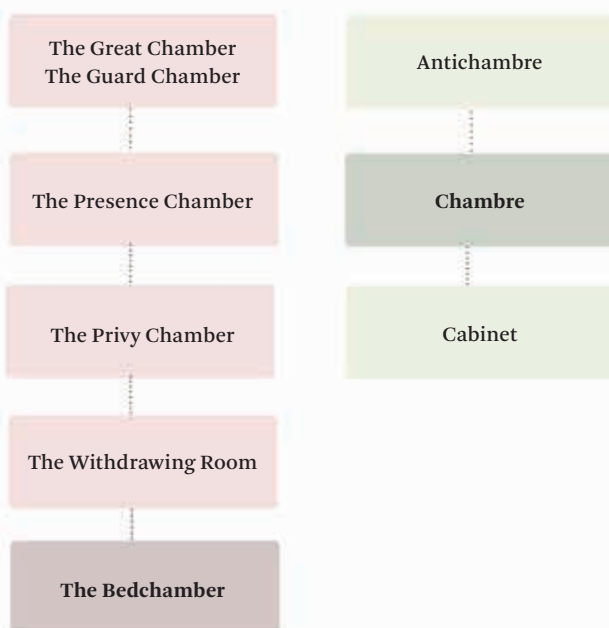 The Great Chamber
The Guard Chamber
The Presence Chamber
The Privy Chamber
The Withdrawing Room
The Bedchamber
Antichambre
Chambre
Cabinet